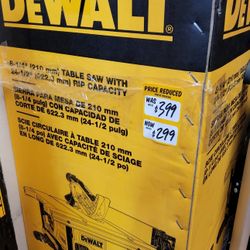 DEWALT
8-1/4" (210 mm) TABLE SAW WITH
24-1/2" (622.3 mm) RIP CAPACITY
SIERRA PARA MESA DE 210 mm
(8-1/4 pulg) CON CAPACIDAD DE
CORTE DE 622.3 mm (24-1/2 pulg)
SCIE CIRCULAIRE À TABLE 210 mm
(8-1/4 po) AVEC CAPACITÉ DE SCIAGE
EN LONG DE 622.3 mm (24-1/2 po)
PRICE REDUCED
WAS
$399
NOW
$299
DEWALT